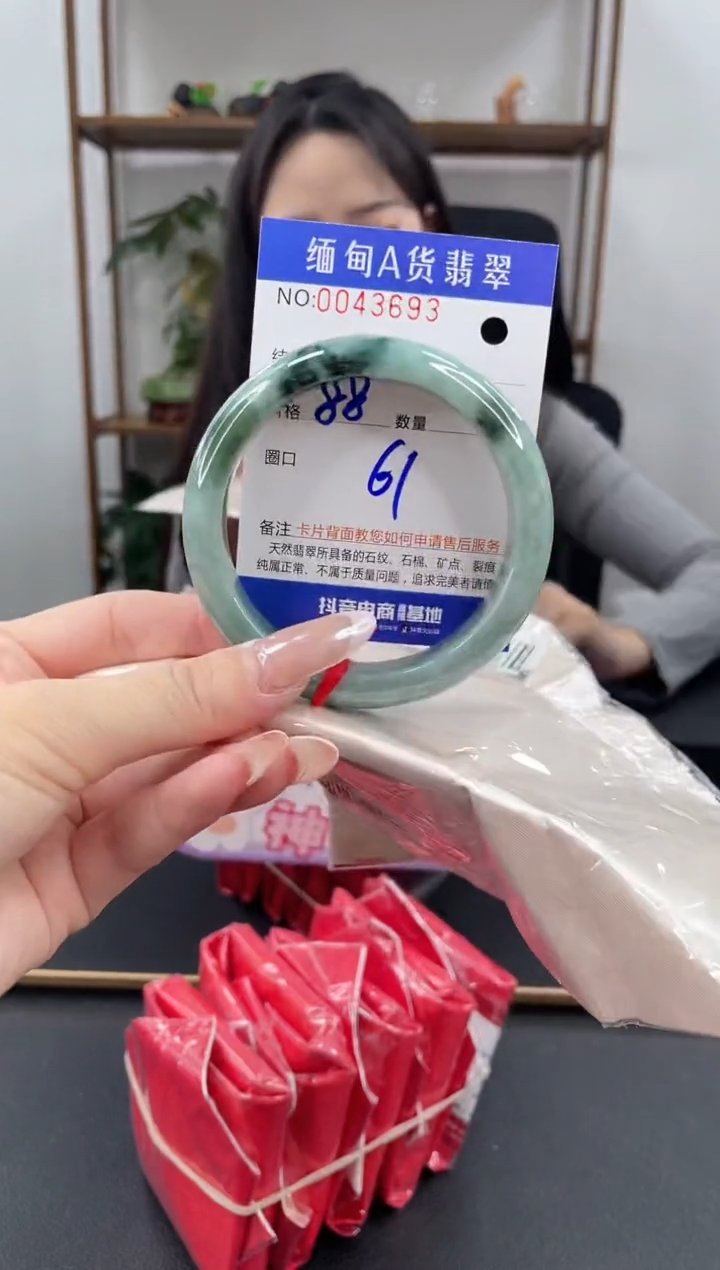 缅甸A货翡翠
NO:0043693
格 88 数量
圈口 61
备注 卡片背面教您如何申请售后服务
天然翡翠所具备的石纹、石棉、矿点、裂痕
纯属正常、不属于质量问题，追求完美者请慎
抖音电商 基地
神